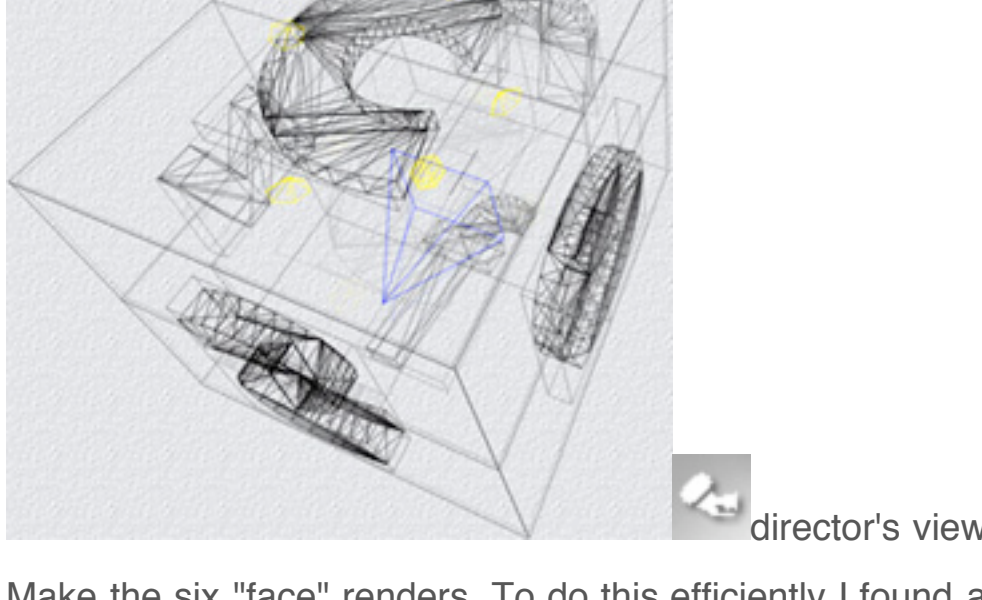 director's view
Make the six "face" renders. To do this efficiently I found a